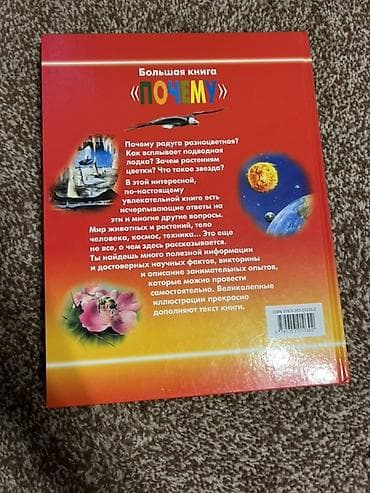 Большая книга
«ПОЧЕМУ»
Почему радуга разноцветная?
Как всплывает подводная
лодка? Зачем растениям
цветки? Что такое звезда?
В этой интересной,
по-настоящему
увлекательной книге есть
исчерпывающие ответы на
эти и многие другие вопросы.
Мир животных и растений, тело
человека, космос, техника... Это еще
не все, о чем здесь рассказывается.
Ты найдешь много полезной информации
и достоверных научных фактов, викторины
и описание занимательных опытов,
которые можно провести
самостоятельно. Великолепные
иллюстрации прекрасно
дополняют текст книги.